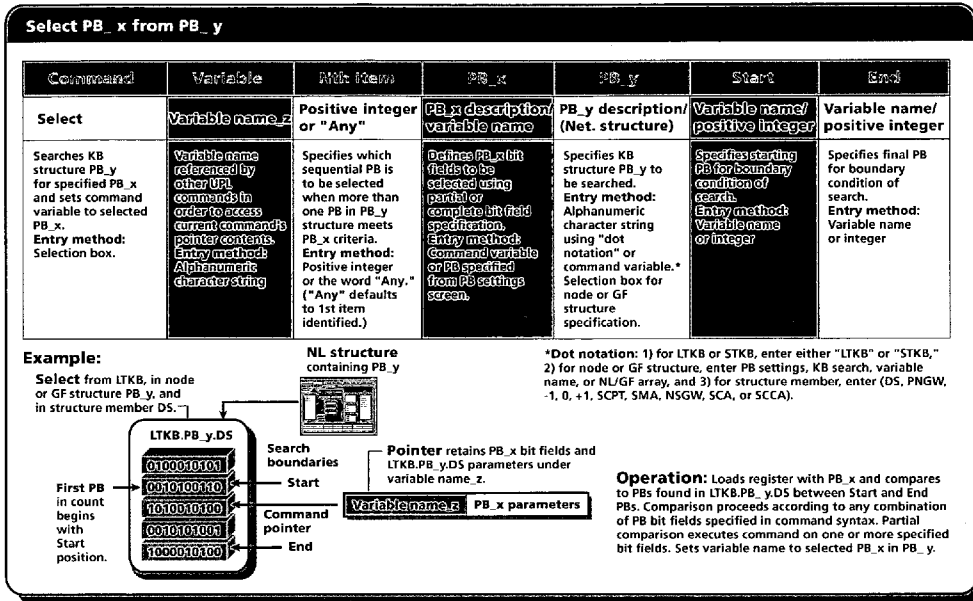 Select PB_ x from PB_ y
Command
Variable
Nth item
PB_x
PB_y
Start
End
Select
Variable name_z
Positive integer
or "Any"
PB_x description/
variable name
PB_y description/
(Net. structure)
Variable name/
positive integer
Variable name/
positive integer
Searches KB
structure PB_y
for specified PB_x
and sets command
variable to selected
PB_x.
Entry method:
Selection box.
Variable name
referenced by
other UPL
commands in
order to access
current command's
pointer contents.
Entry method:
Alphanumeric
character string
Specifies which
sequential PB is
to be selected
when more than
one PB in PB_y
structure meets
PB_x criteria.
Entry method:
Positive integer
or the word "Any."
("Any" defaults
to 1st item
identified.)
Defines PB_x bit
fields to be
selected using
partial or
complete bit field
specification.
Entry method:
Command variable
or PB specified
from PB settings
screen.
Specifies KB
structure PB_y to
be searched.
Entry method:
Alphanumeric
character string
using "dot
notation" or
command variable.*
Selection box for
node or GF
structure
specification.
Specifies starting
PB for boundary
condition of
search.
Entry method:
Variable name
or integer
Specifies final PB
for boundary
condition of
search.
Entry method:
Variable name
or integer
Example:
Select from LTKB, in node
or GF structure PB_y, and
in structure member DS.
NL structure
containing PB_y
*Dot notation: 1) for LTKB or STKB, enter either "LTKB" or "STKB,"
2) for node or GF structure, enter PB settings, KB search, variable
name, or NL/GF array, and 3) for structure member, enter (DS, PNGW,
-1, 0, +1, SCPT, SMA, NSGW, SCA, or SCCA).
LTKB.PB_y.DS
0100010101
0010100110
1010010100
0010101001
1000010100
First PB
in count
begins
with
Start
position.
Search
boundaries
Start
Command
pointer
End
Pointer retains PB_x bit fields and
LTKB.PB_y.DS parameters under
variable name_z.
Variable name_z
PB_x parameters
Operation: Loads register with PB_x and compares
to PBs found in LTKB.PB_ y.DS between Start and End
PBs. Comparison proceeds according to any combination
of PB bit fields specified in command syntax. Partial
comparison executes command on one or more specified
bit fields. Sets variable name to selected PB_x in PB_ y.